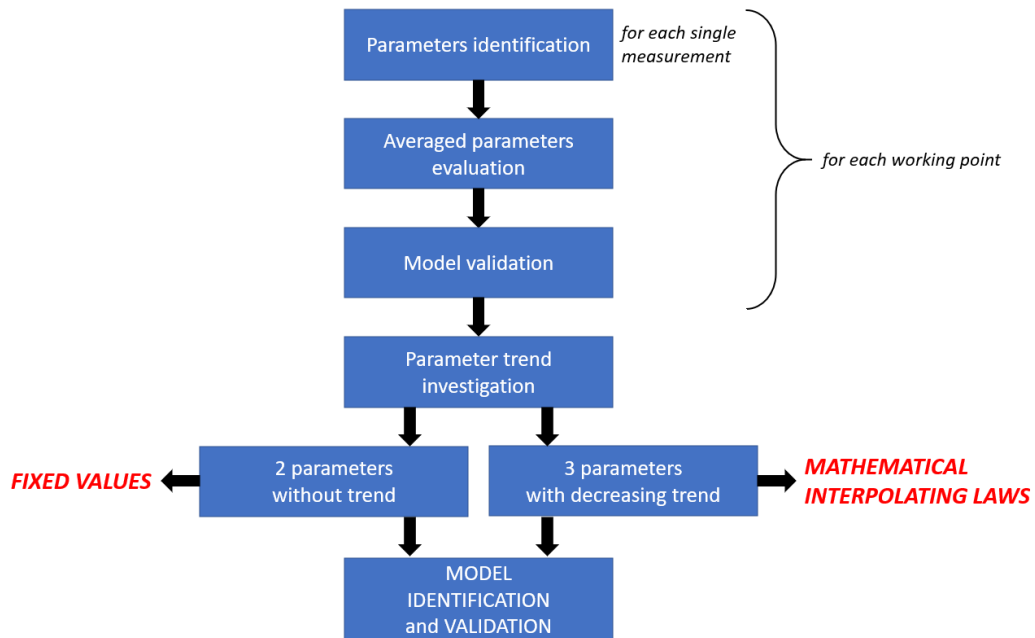 Parameters identification
for each single
measurement
Averaged parameters
evaluation
for each working point
Model validation
Parameter trend
investigation
FIXED VALUES
2 parameters
without trend
3 parameters
with decreasing trend
MATHEMATICAL
INTERPOLATING LAWS
MODEL
IDENTIFICATION
and VALIDATION